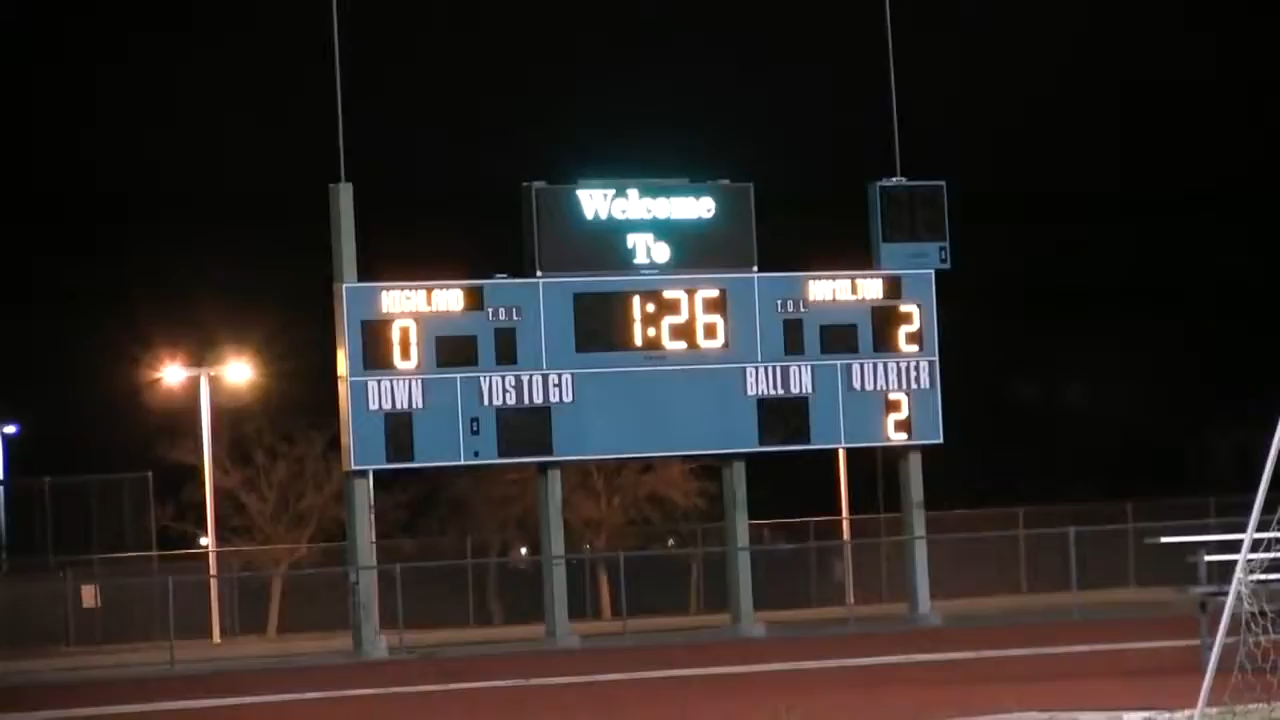 Welcome
To
HIGHLAND
1:26
HAMILTON
T.O.L.
T.O.L.
0
2
DOWN
YDS TO GO
BALL ON
QUARTER
2